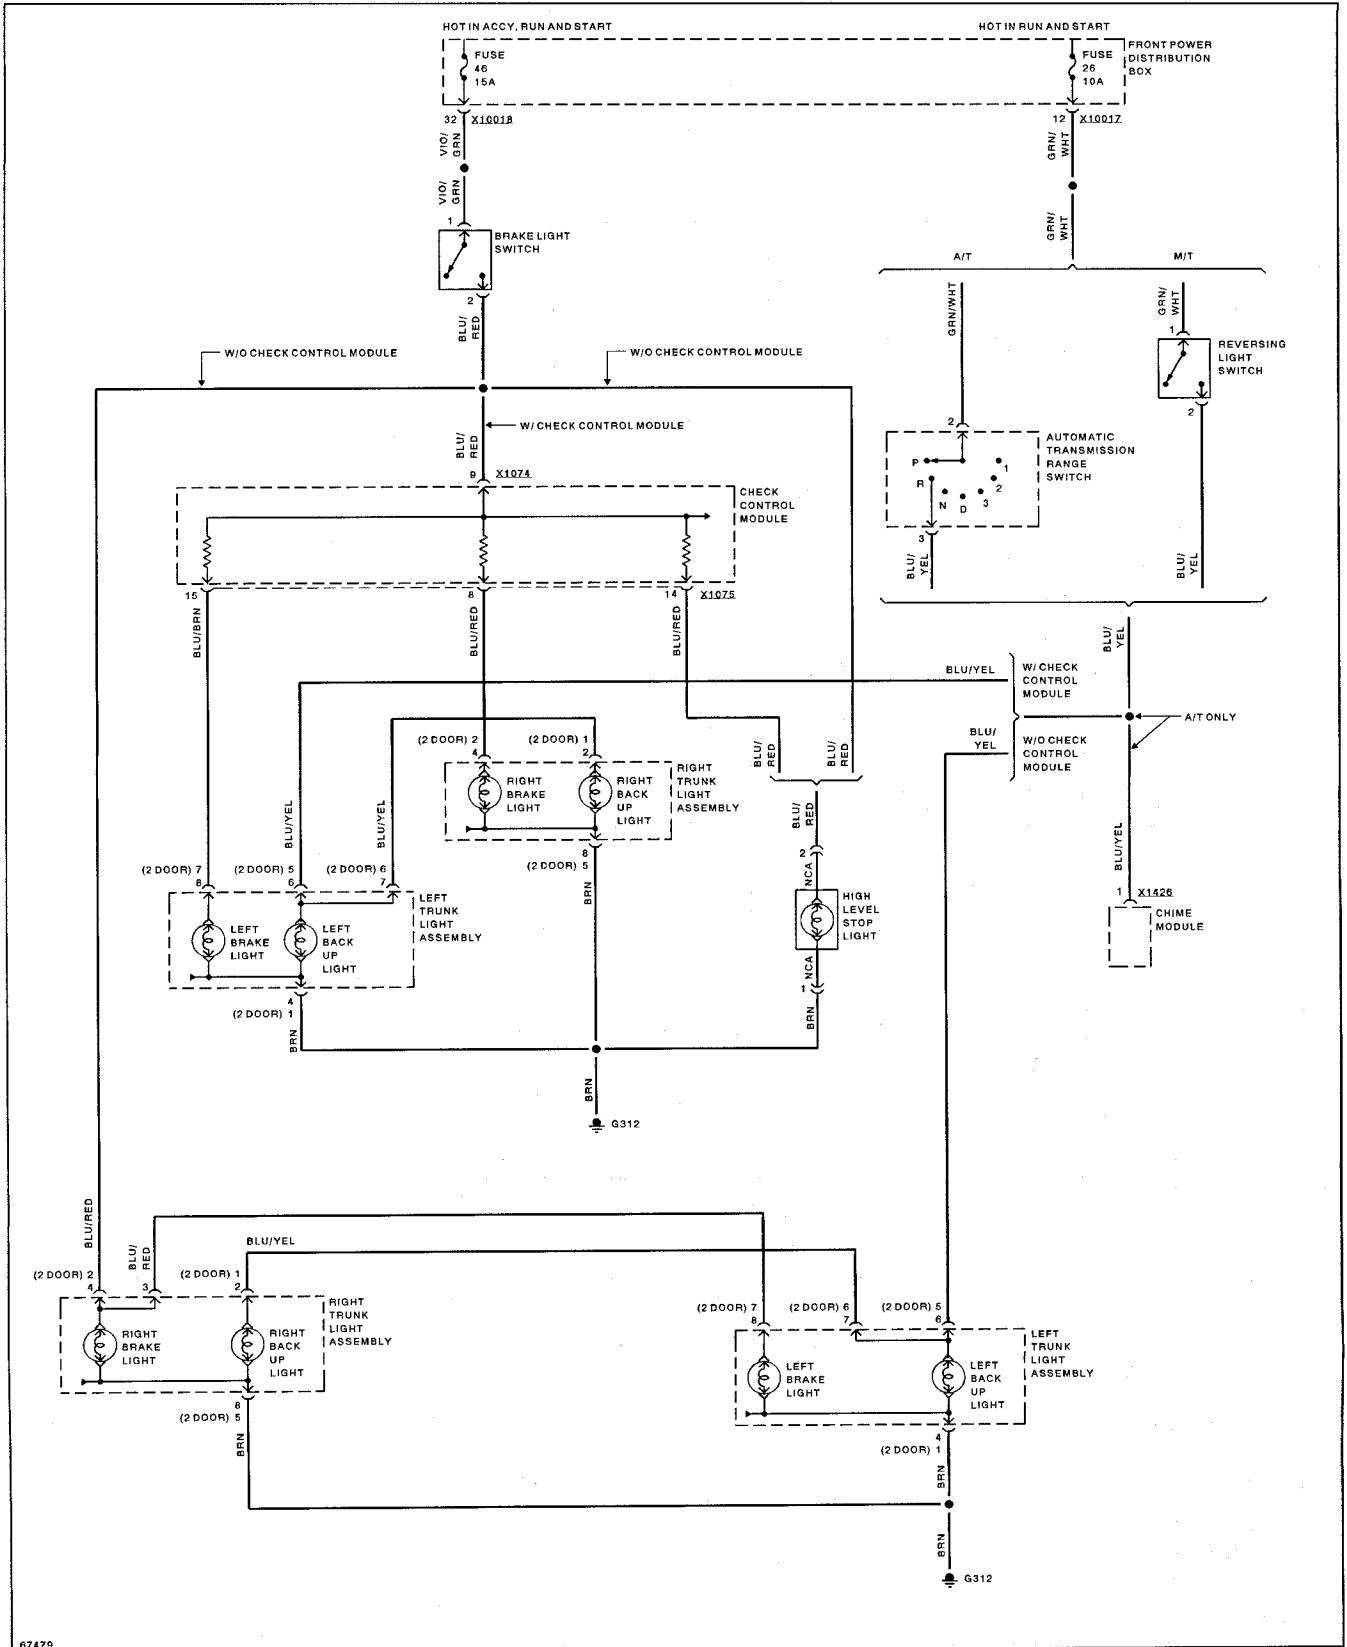 HOT IN ACCY, RUN AND START
HOT IN RUN AND START
FUSE
46
15A
FUSE
26
10A
FRONT POWER
DISTRIBUTION
BOX
32 X10018
12 X10017
VIO/
GRN
GRN/
WHT
VIO/
GRN
GRN/
WHT
1
BRAKE LIGHT
SWITCH
2
A/T
M/T
BLU/
RED
GRN/WHT
GRN/
WHT
1
REVERSING
LIGHT
SWITCH
2
W/O CHECK CONTROL MODULE
W/O CHECK CONTROL MODULE
W/ CHECK CONTROL MODULE
BLU/
RED
9 X1074
2
AUTOMATIC
TRANSMISSION
RANGE
SWITCH
P
R
N
D
3
2
1
3
CHECK
CONTROL
MODULE
BLU/
YEL
BLU/
YEL
15
8
14 X1075
BLU/BRN
BLU/RED
BLU/RED
BLU/
YEL
BLU/YEL
W/ CHECK
CONTROL
MODULE
A/T ONLY
BLU/
YEL
W/O CHECK
CONTROL
MODULE
(2 DOOR) 2
4
(2 DOOR) 1
2
BLU/
RED
BLU/
RED
RIGHT
BRAKE
LIGHT
RIGHT
BACK
UP
LIGHT
RIGHT
TRUNK
LIGHT
ASSEMBLY
BLU/YEL
BLU/YEL
BLU/
RED
BLU/YEL
8
(2 DOOR) 5
2
NCA
BRN
(2 DOOR) 7
8
(2 DOOR) 5
6
(2 DOOR) 6
7
1 X1426
CHIME
MODULE
LEFT
BRAKE
LIGHT
LEFT
BACK
UP
LIGHT
LEFT
TRUNK
LIGHT
ASSEMBLY
HIGH
LEVEL
STOP
LIGHT
NCA
1
4
(2 DOOR) 1
BRN
BRN
BRN
G312
BLU/RED
BLU/
RED
BLU/YEL
(2 DOOR) 2
4
3
(2 DOOR) 1
2
RIGHT
BRAKE
LIGHT
RIGHT
BACK
UP
LIGHT
RIGHT
TRUNK
LIGHT
ASSEMBLY
(2 DOOR) 7
8
(2 DOOR) 6
7
(2 DOOR) 5
6
LEFT
BRAKE
LIGHT
LEFT
BACK
UP
LIGHT
LEFT
TRUNK
LIGHT
ASSEMBLY
8
(2 DOOR) 5
BRN
4
(2 DOOR) 1
BRN
BRN
G312
67479